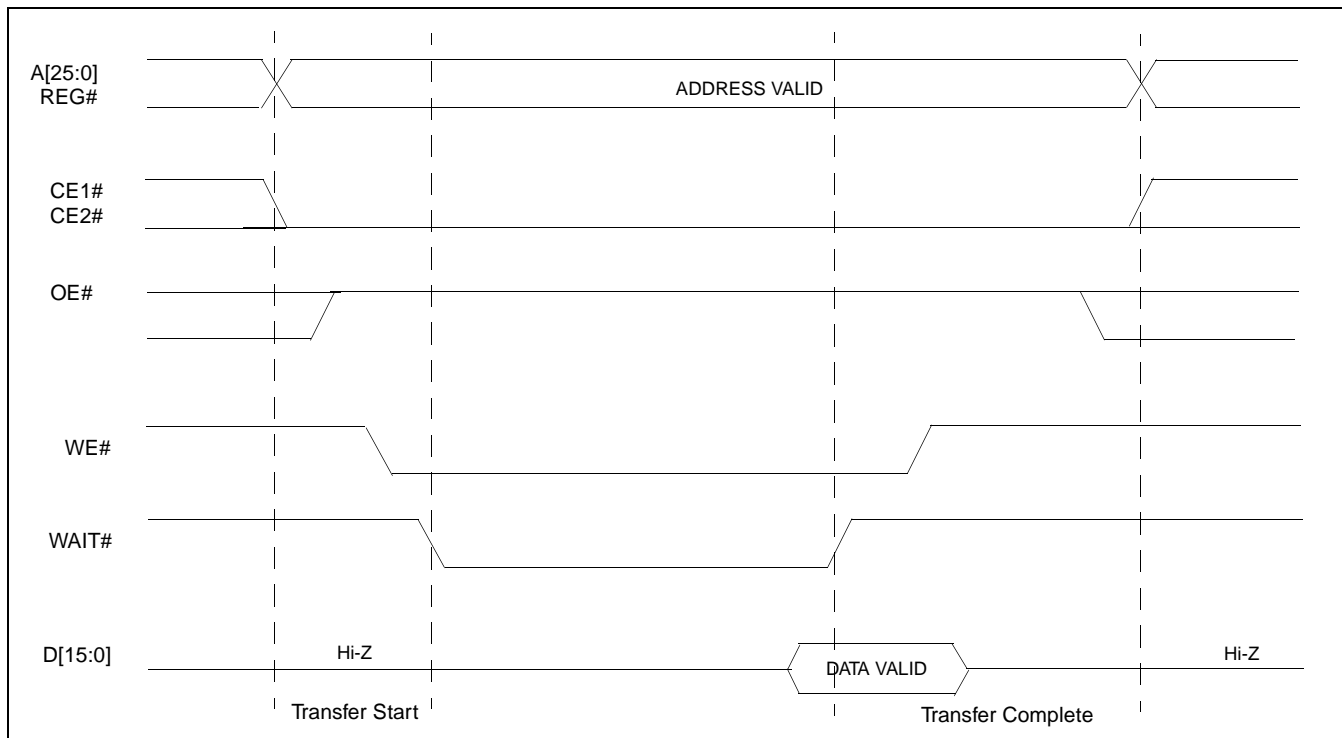 A[25:0]
REG#
ADDRESS VALID
CE1#
CE2#
OE#
WE#
WAIT#
D[15:0]
Hi-Z
DATA VALID
Hi-Z
Transfer Start
Transfer Complete